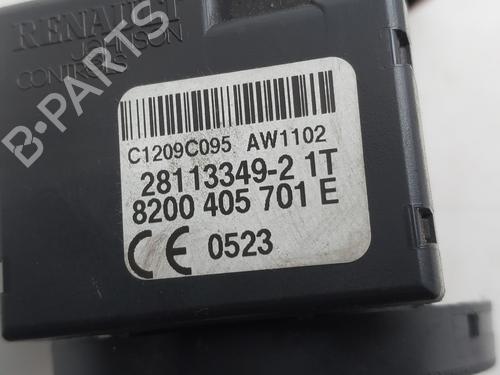 RENAULT
JOHNSON
CONTROLS
B-PARTS
C1209C095 AW1102
28113349-2 1T
8200 405 701 E
CE 0523